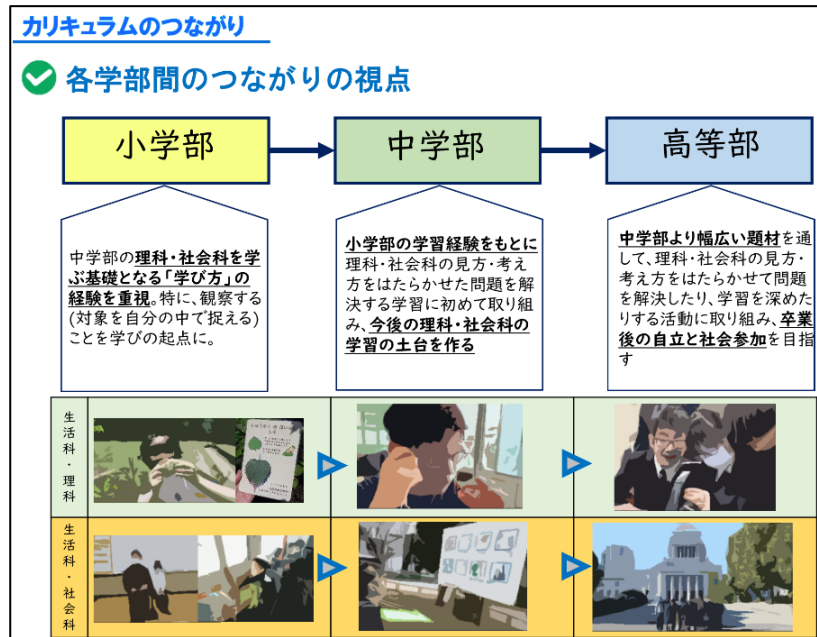 カリキュラムのつながり
各学部間のつながりの視点
小学部
中学部
高等部
中学部の理科・社会科を学
ぶ基礎となる「学び方」の
経験を重視。特に、観察する
(対象を自分の中で捉える)
ことを学びの起点に。
小学部の学習経験をもとに
理科・社会科の見方・考え
方をはたらかせた問題を解
決する学習に初めて取り組
み、今後の理科・社会科の
学習の土台を作る
中学部より幅広い題材を通
して、理科・社会科の見方・
考え方をはたらかせて問題
を解決したり、学習を深めた
りする活動に取り組み、卒業
後の自立と社会参加を目指
す
生活科・理科
生活科・社会科